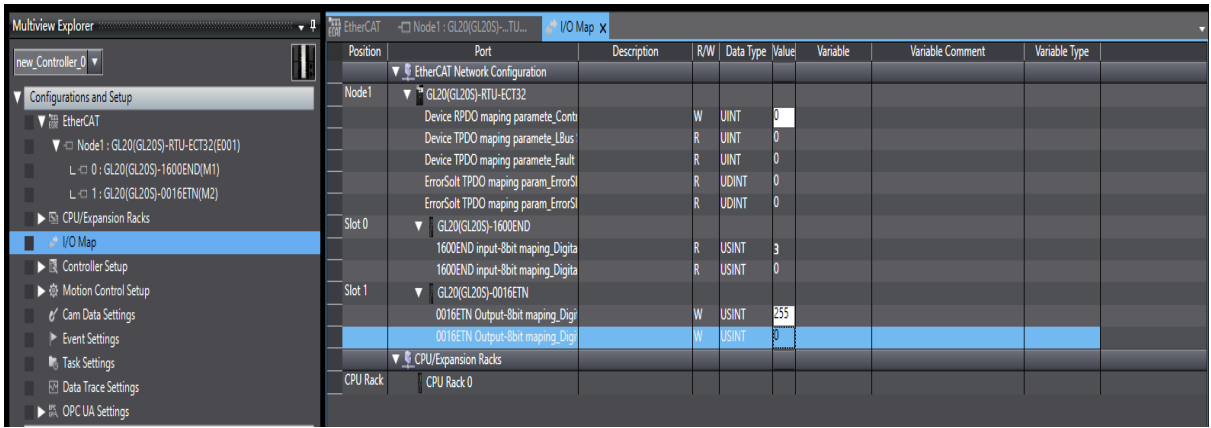 Multiview Explorer
new_Controller_0
Configurations and Setup
EtherCAT
Node1 : GL20(GL20S)-RTU-ECT32(E001)
0 : GL20(GL20S)-1600END(M1)
1 : GL20(GL20S)-0016ETN(M2)
CPU/Expansion Racks
I/O Map
Controller Setup
Motion Control Setup
Cam Data Settings
Event Settings
Task Settings
Data Trace Settings
OPC UA Settings
EtherCAT Node1 : GL20(GL20S)-...TU... I/O Map x
Position Port Description R/W Data Type Value Variable Variable Comment Variable Type
EtherCAT Network Configuration
Node1 GL20(GL20S)-RTU-ECT32
Device RPDO maping paramete_Contr W UINT 0
Device TPDO maping paramete_LBus R UINT 0
Device TPDO maping paramete_Fault R UINT 0
ErrorSolt TPDO maping param_ErrorSl R UDINT 0
ErrorSolt TPDO maping param_ErrorSl R UDINT 0
Slot 0 GL20(GL20S)-1600END
1600END input-8bit maping_Digita R USINT 3
1600END input-8bit maping_Digita R USINT 0
Slot 1 GL20(GL20S)-0016ETN
0016ETN Output-8bit maping_Digi W USINT 255
0016ETN Output-8bit maping_Digi W USINT 0
CPU/Expansion Racks
CPU Rack CPU Rack 0